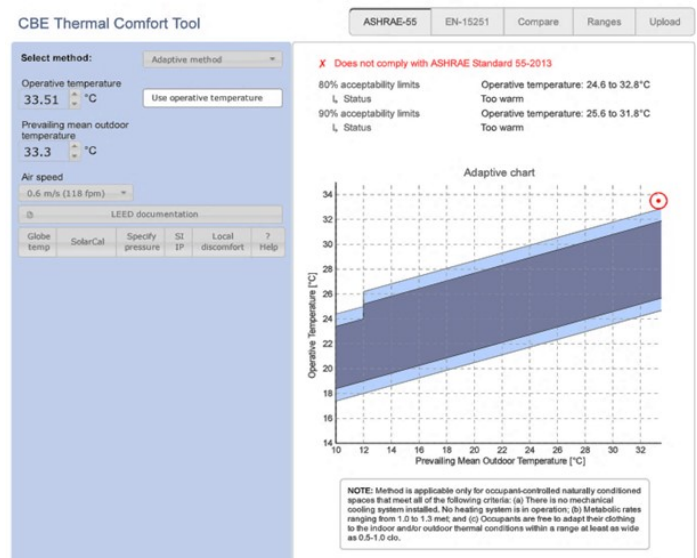 CBE Thermal Comfort Tool
ASHRAE-55
EN-15251
Compare
Ranges
Upload
Select method:
Adaptive method
Operative temperature
33.51 °C
Use operative temperature
Prevailing mean outdoor
temperature
33.3 °C
Air speed
0.6 m/s (118 fpm)
LEED documentation
Globe
temp
SolarCal
Specify
pressure
SI
IP
Local
discomfort
?
Help
✗ Does not comply with ASHRAE Standard 55-2013
80% acceptability limits
Operative temperature: 24.6 to 32.8°C
Status
Too warm
90% acceptability limits
Operative temperature: 25.6 to 31.8°C
Status
Too warm
Adaptive chart
34
32
30
28
26
24
22
20
18
16
14
Operative Temperature [°C]
10 12 14 16 18 20 22 24 26 28 30 32
Prevailing Mean Outdoor Temperature [°C]
NOTE: Method is applicable only for occupant-controlled naturally conditioned
spaces that meet all of the following criteria: (a) There is no mechanical
cooling system installed. No heating system is in operation; (b) Metabolic rates
ranging from 1.0 to 1.3 met; and (c) Occupants are free to adapt their clothing
to the indoor and/or outdoor thermal conditions within a range at least as wide
as 0.5-1.0 clo.